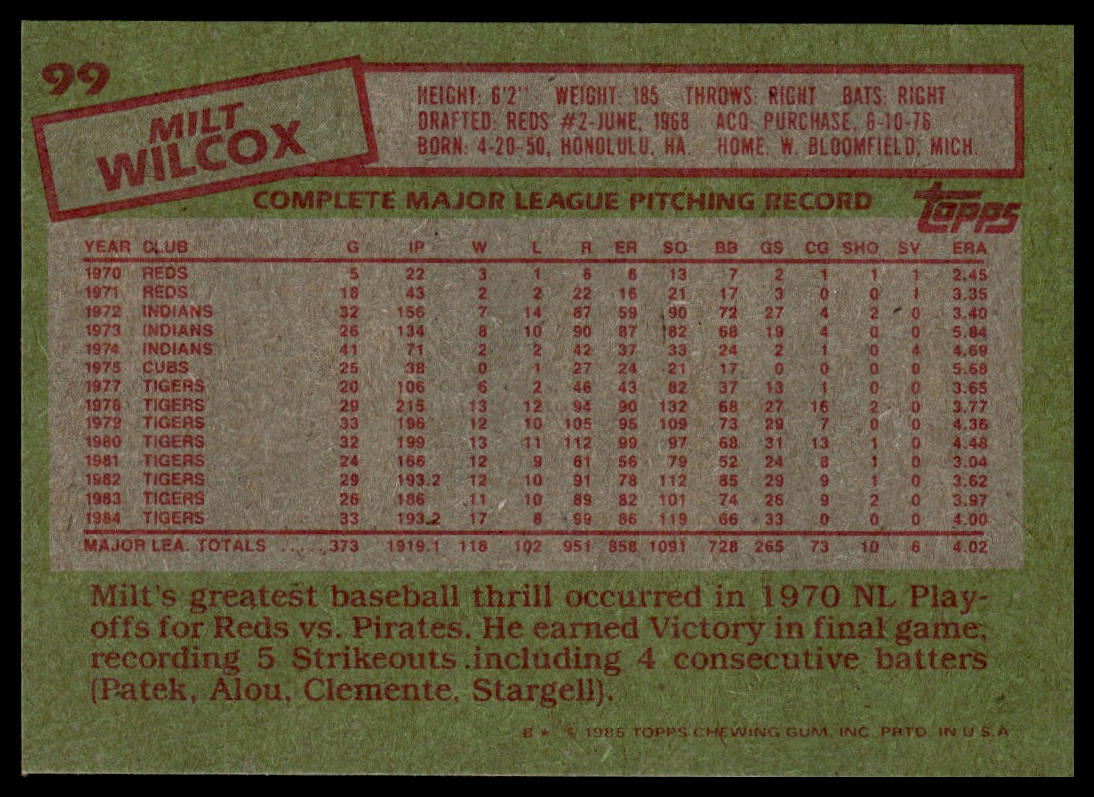 99
MILT
WILCOX
HEIGHT: 6'2" WEIGHT: 185 THROWS: RIGHT BATS: RIGHT
DRAFTED: REDS #2-JUNE, 1968 ACQ: PURCHASE, 6-10-76
BORN: 4-20-50, HONOLULU, HA. HOME: W. BLOOMFIELD, MICH.
COMPLETE MAJOR LEAGUE PITCHING RECORD
topps
YEAR CLUB G IP W L R ER SO BB GS CG SHO SV ERA
1970 REDS 5 22 3 1 6 6 13 7 2 1 1 1 2.45
1971 REDS 18 43 2 2 22 16 21 17 3 0 0 1 3.35
1972 INDIANS 32 156 7 14 67 59 90 72 27 4 2 0 3.40
1973 INDIANS 26 134 8 10 90 87 82 68 19 4 0 0 5.84
1974 INDIANS 41 71 2 2 42 37 33 24 2 1 0 4 4.69
1975 CUBS 25 38 0 1 27 24 21 17 0 0 0 0 5.68
1977 TIGERS 20 106 6 2 46 43 82 37 13 1 0 0 3.65
1978 TIGERS 29 215 13 12 94 90 132 68 27 16 2 0 3.77
1979 TIGERS 33 196 12 10 105 95 109 73 29 7 0 0 4.36
1980 TIGERS 32 199 13 11 112 99 97 68 31 13 1 0 4.48
1981 TIGERS 24 166 12 9 61 56 79 52 24 8 1 0 3.04
1982 TIGERS 29 193.2 12 10 91 78 112 85 29 9 1 0 3.62
1983 TIGERS 26 186 11 10 89 82 101 74 26 9 2 0 3.97
1984 TIGERS 33 193.2 17 8 99 86 119 66 33 0 0 0 4.00
MAJOR LEA. TOTALS ..... 373 1919.1 118 102 951 858 1091 728 265 73 10 6 4.02
Milt's greatest baseball thrill occurred in 1970 NL Play-
offs for Reds vs. Pirates. He earned Victory in final game,
recording 5 Strikeouts including 4 consecutive batters
(Patek, Alou, Clemente, Stargell).
B * © 1985 TOPPS CHEWING GUM, INC. PRTD. IN U.S.A